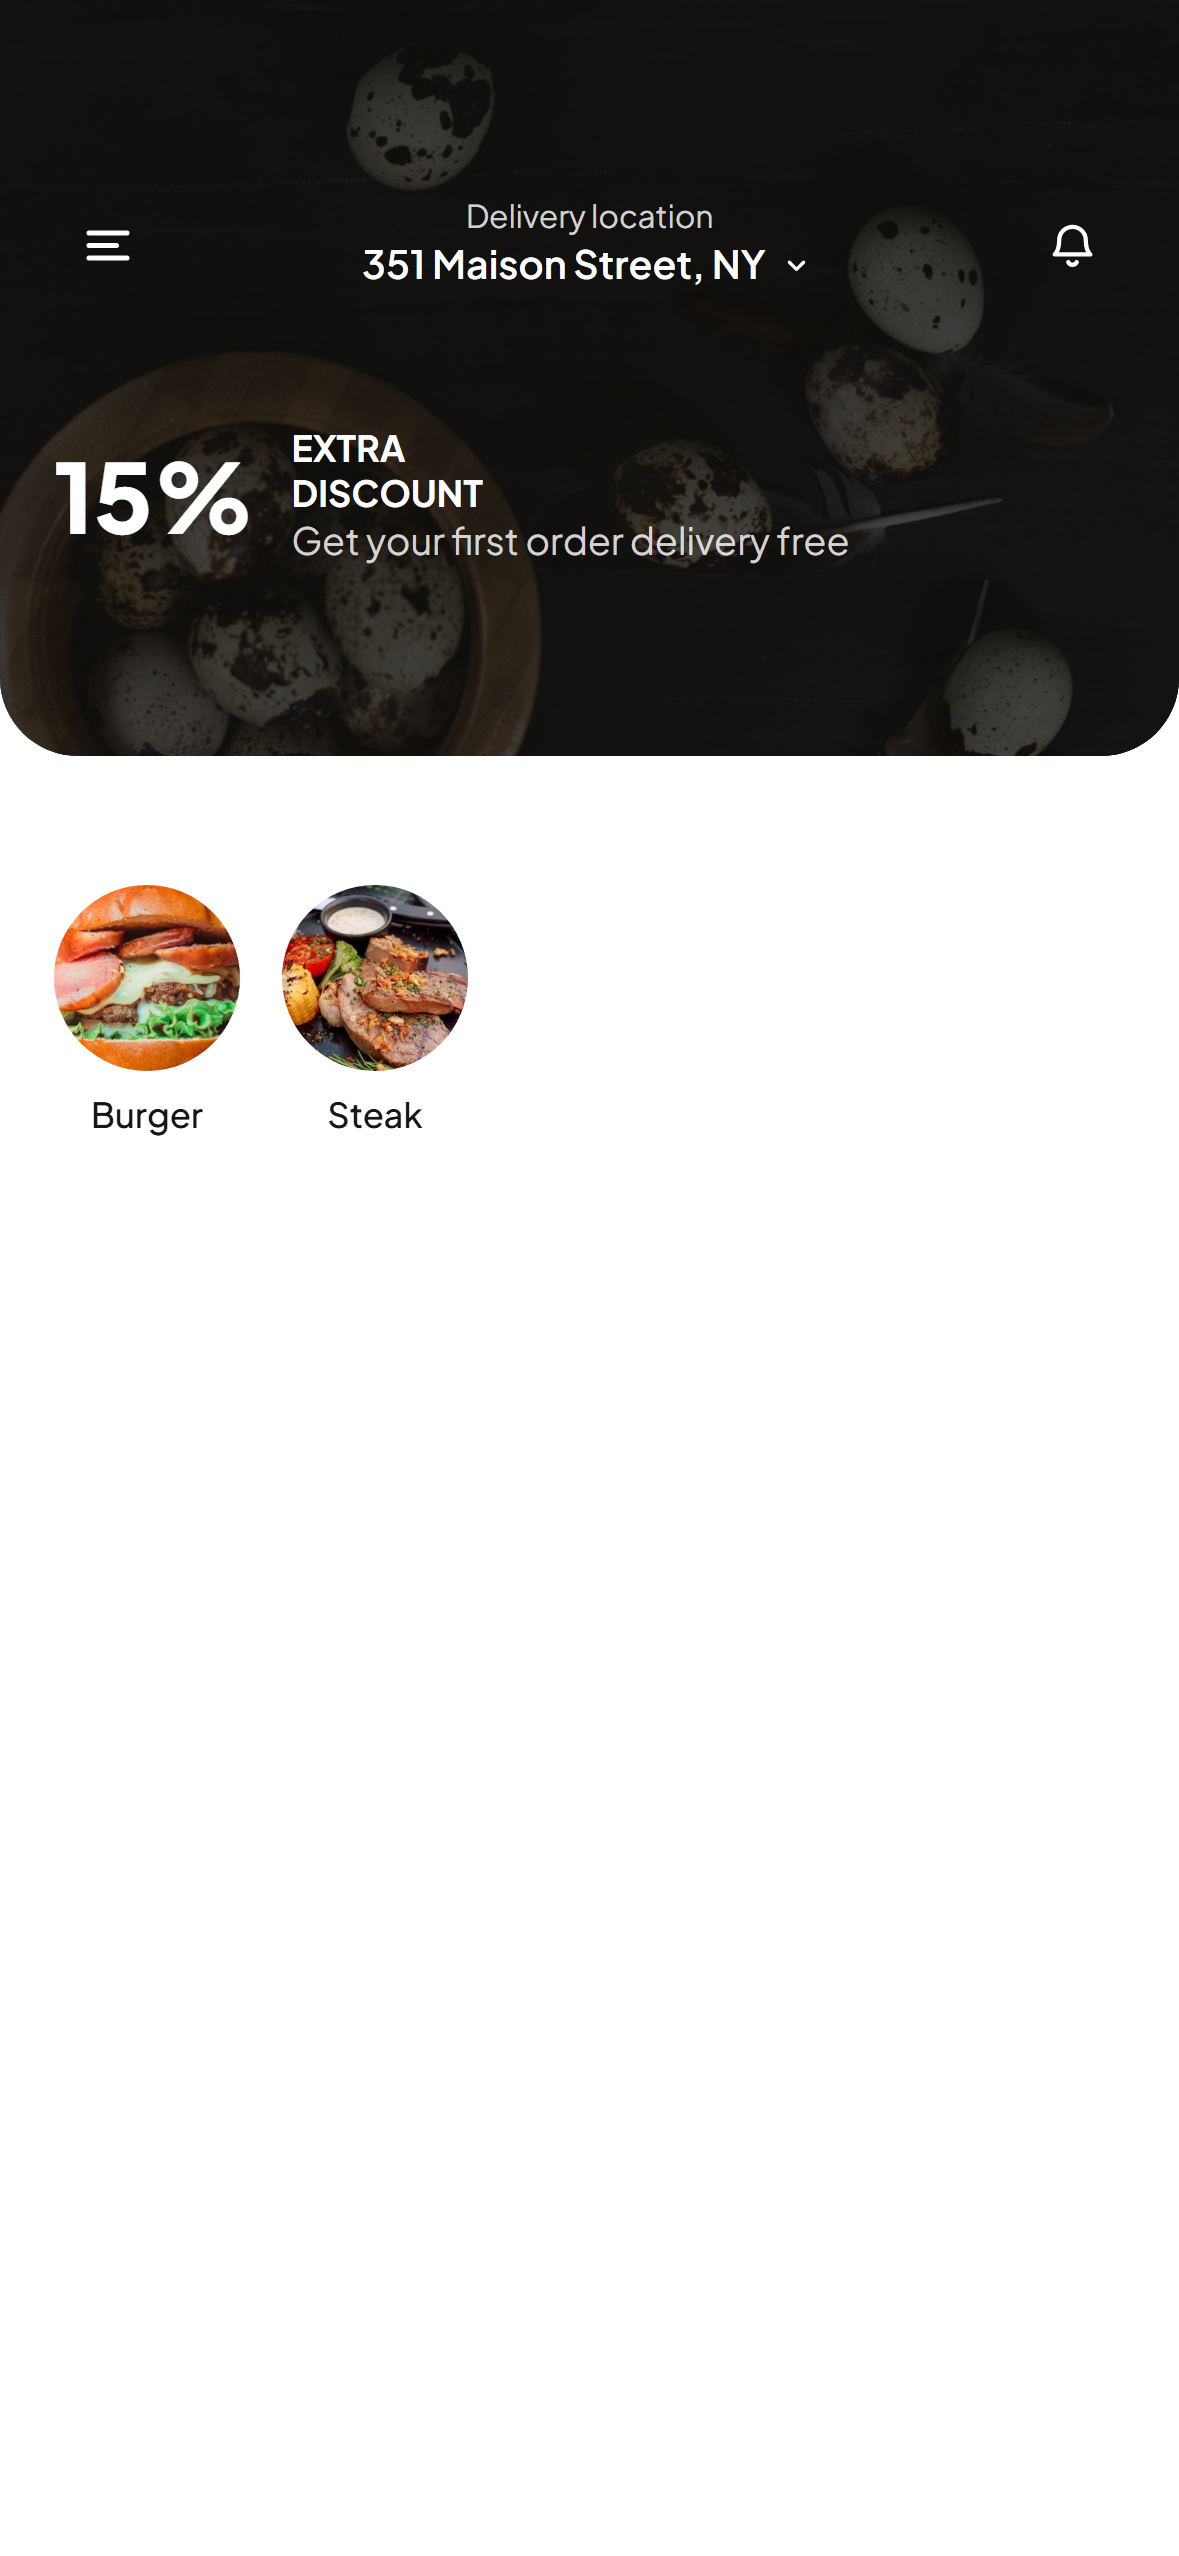 Delivery location
351 Maison Street, NY
15%
EXTRA
DISCOUNT
Get your first order delivery free
Burger
Steak